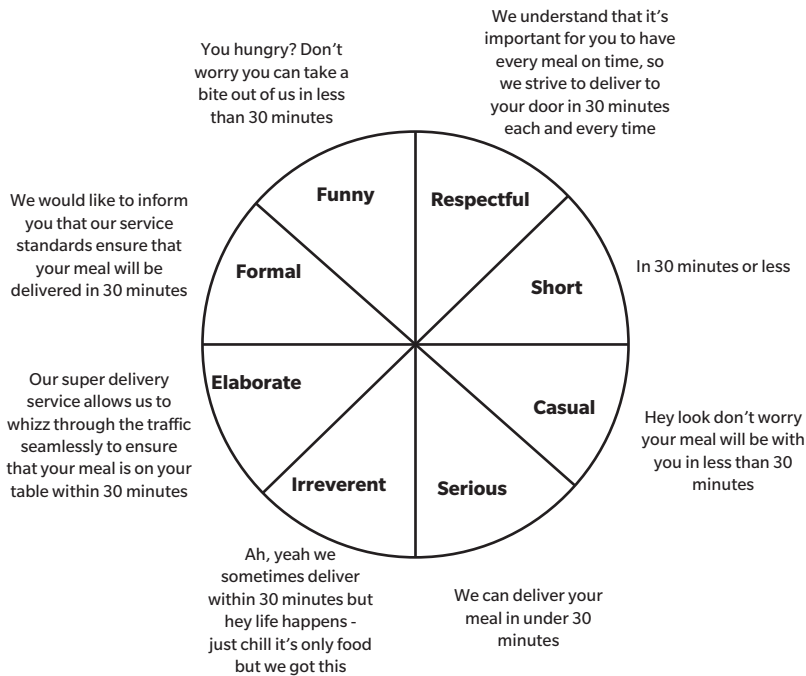 We understand that it’s
important for you to have
every meal on time, so
we strive to deliver to
your door in 30 minutes
each and every time
You hungry? Don’t
worry you can take a
bite out of us in less
than 30 minutes
Funny
Respectful
We would like to inform
you that our service
standards ensure that
your meal will be
delivered in 30 minutes
Formal
Short
In 30 minutes or less
Our super delivery
service allows us to
whizz through the traffic
seamlessly to ensure
that your meal is on your
table within 30 minutes
Elaborate
Casual
Hey look don’t worry
your meal will be with
you in less than 30
minutes
Irreverent
Serious
Ah, yeah we
sometimes deliver
within 30 minutes but
hey life happens -
just chill it’s only food
but we got this
We can deliver your
meal in under 30
minutes